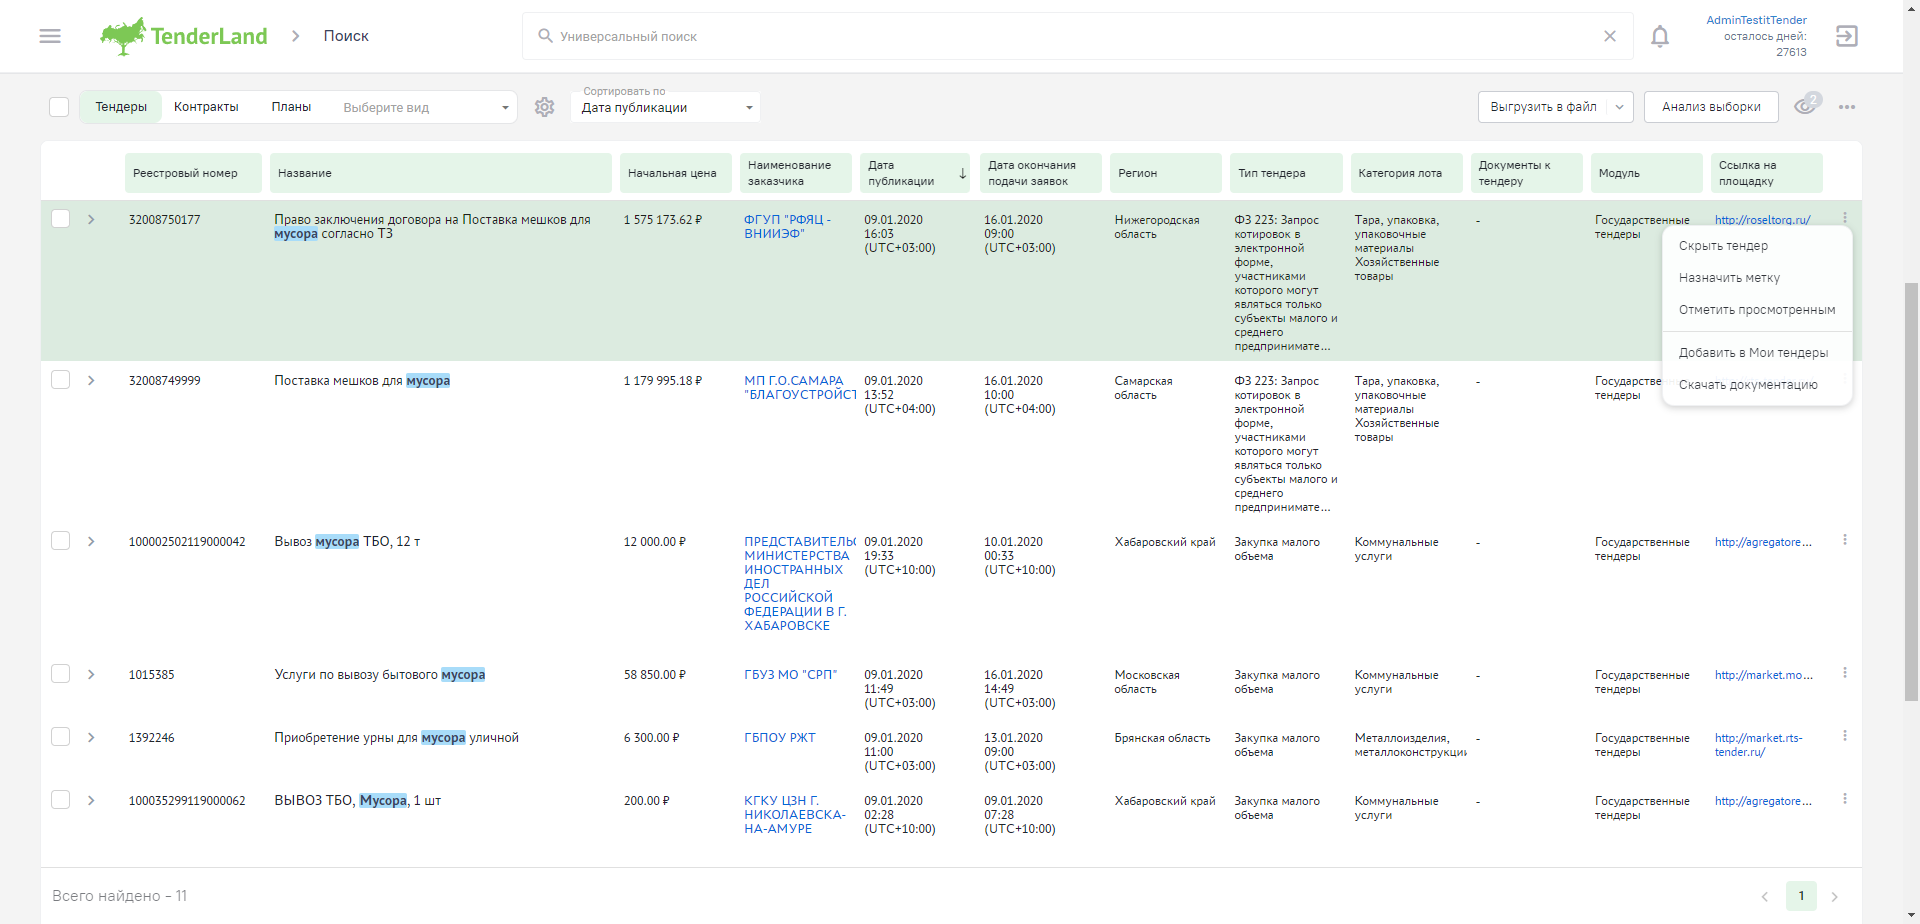 TenderLand
Поиск
Универсальный поиск
AdminTestitTender
осталось дней:
27613
Тендеры
Контракты
Планы
Выберите вид
Сортировать по
Дата публикации
Выгрузить в файл
Анализ выборки
2
Реестровый номер
Название
Начальная цена
Наименование
заказчика
Дата
публикации
Дата окончания
подачи заявок
Регион
Тип тендера
Категория лота
Документы к
тендеру
Модуль
Ссылка на
площадку
32008750177
Право заключения договора на Поставка мешков для
мусора согласно ТЗ
1 575 173.62 ₽
ФГУП "РФЯЦ -
ВНИИЭФ"
09.01.2020
16:03
(UTC+03:00)
16.01.2020
09:00
(UTC+03:00)
Нижегородская
область
ФЗ 223: Запрос
котировок в
электронной
форме,
участниками
которого могут
являться только
субъекты малого и
среднего
предпринимате...
Тара, упаковка,
упаковочные
материалы
Хозяйственные
товары
-
Государственные
тендеры
http://roseltorg.ru/
Скрыть тендер
Назначить метку
Отметить просмотренным
Добавить в Мои тендеры
Скачать документацию
32008749999
Поставка мешков для мусора
1 179 995.18 ₽
МП Г.О.САМАРА
"БЛАГОУСТРОЙСТ
09.01.2020
13:52
(UTC+04:00)
16.01.2020
10:00
(UTC+04:00)
Самарская
область
ФЗ 223: Запрос
котировок в
электронной
форме,
участниками
которого могут
являться только
субъекты малого и
среднего
предпринимате...
Тара, упаковка,
упаковочные
материалы
Хозяйственные
товары
-
Государстве
тендеры
100002502119000042
Вывоз мусора ТБО, 12 т
12 000.00 ₽
ПРЕДСТАВИТЕЛЬС
МИНИСТЕРСТВА
ИНОСТРАННЫХ
ДЕЛ
РОССИЙСКОЙ
ФЕДЕРАЦИИ В Г.
ХАБАРОВСКЕ
09.01.2020
19:33
(UTC+10:00)
10.01.2020
00:33
(UTC+10:00)
Хабаровский край
Закупка малого
объема
Коммунальные
услуги
-
Государственные
тендеры
http://agregatore...
1015385
Услуги по вывозу бытового мусора
58 850.00 ₽
ГБУЗ МО "СРП"
09.01.2020
11:49
(UTC+03:00)
16.01.2020
14:49
(UTC+03:00)
Московская
область
Закупка малого
объема
Коммунальные
услуги
-
Государственные
тендеры
http://market.mo...
1392246
Приобретение урны для мусора уличной
6 300.00 ₽
ГБПОУ РЖТ
09.01.2020
11:00
(UTC+03:00)
13.01.2020
09:00
(UTC+03:00)
Брянская область
Закупка малого
объема
Металлоизделия,
металлоконструкции
-
Государственные
тендеры
http://market.rts-
tender.ru/
100035299119000062
ВЫВОЗ ТБО, Мусора, 1 шт
200.00 ₽
КГКУ ЦЗН Г.
НИКОЛАЕВСКА-
НА-АМУРЕ
09.01.2020
02:28
(UTC+10:00)
09.01.2020
07:28
(UTC+10:00)
Хабаровский край
Закупка малого
объема
Коммунальные
услуги
-
Государственные
тендеры
http://agregatore...
Всего найдено - 11
1